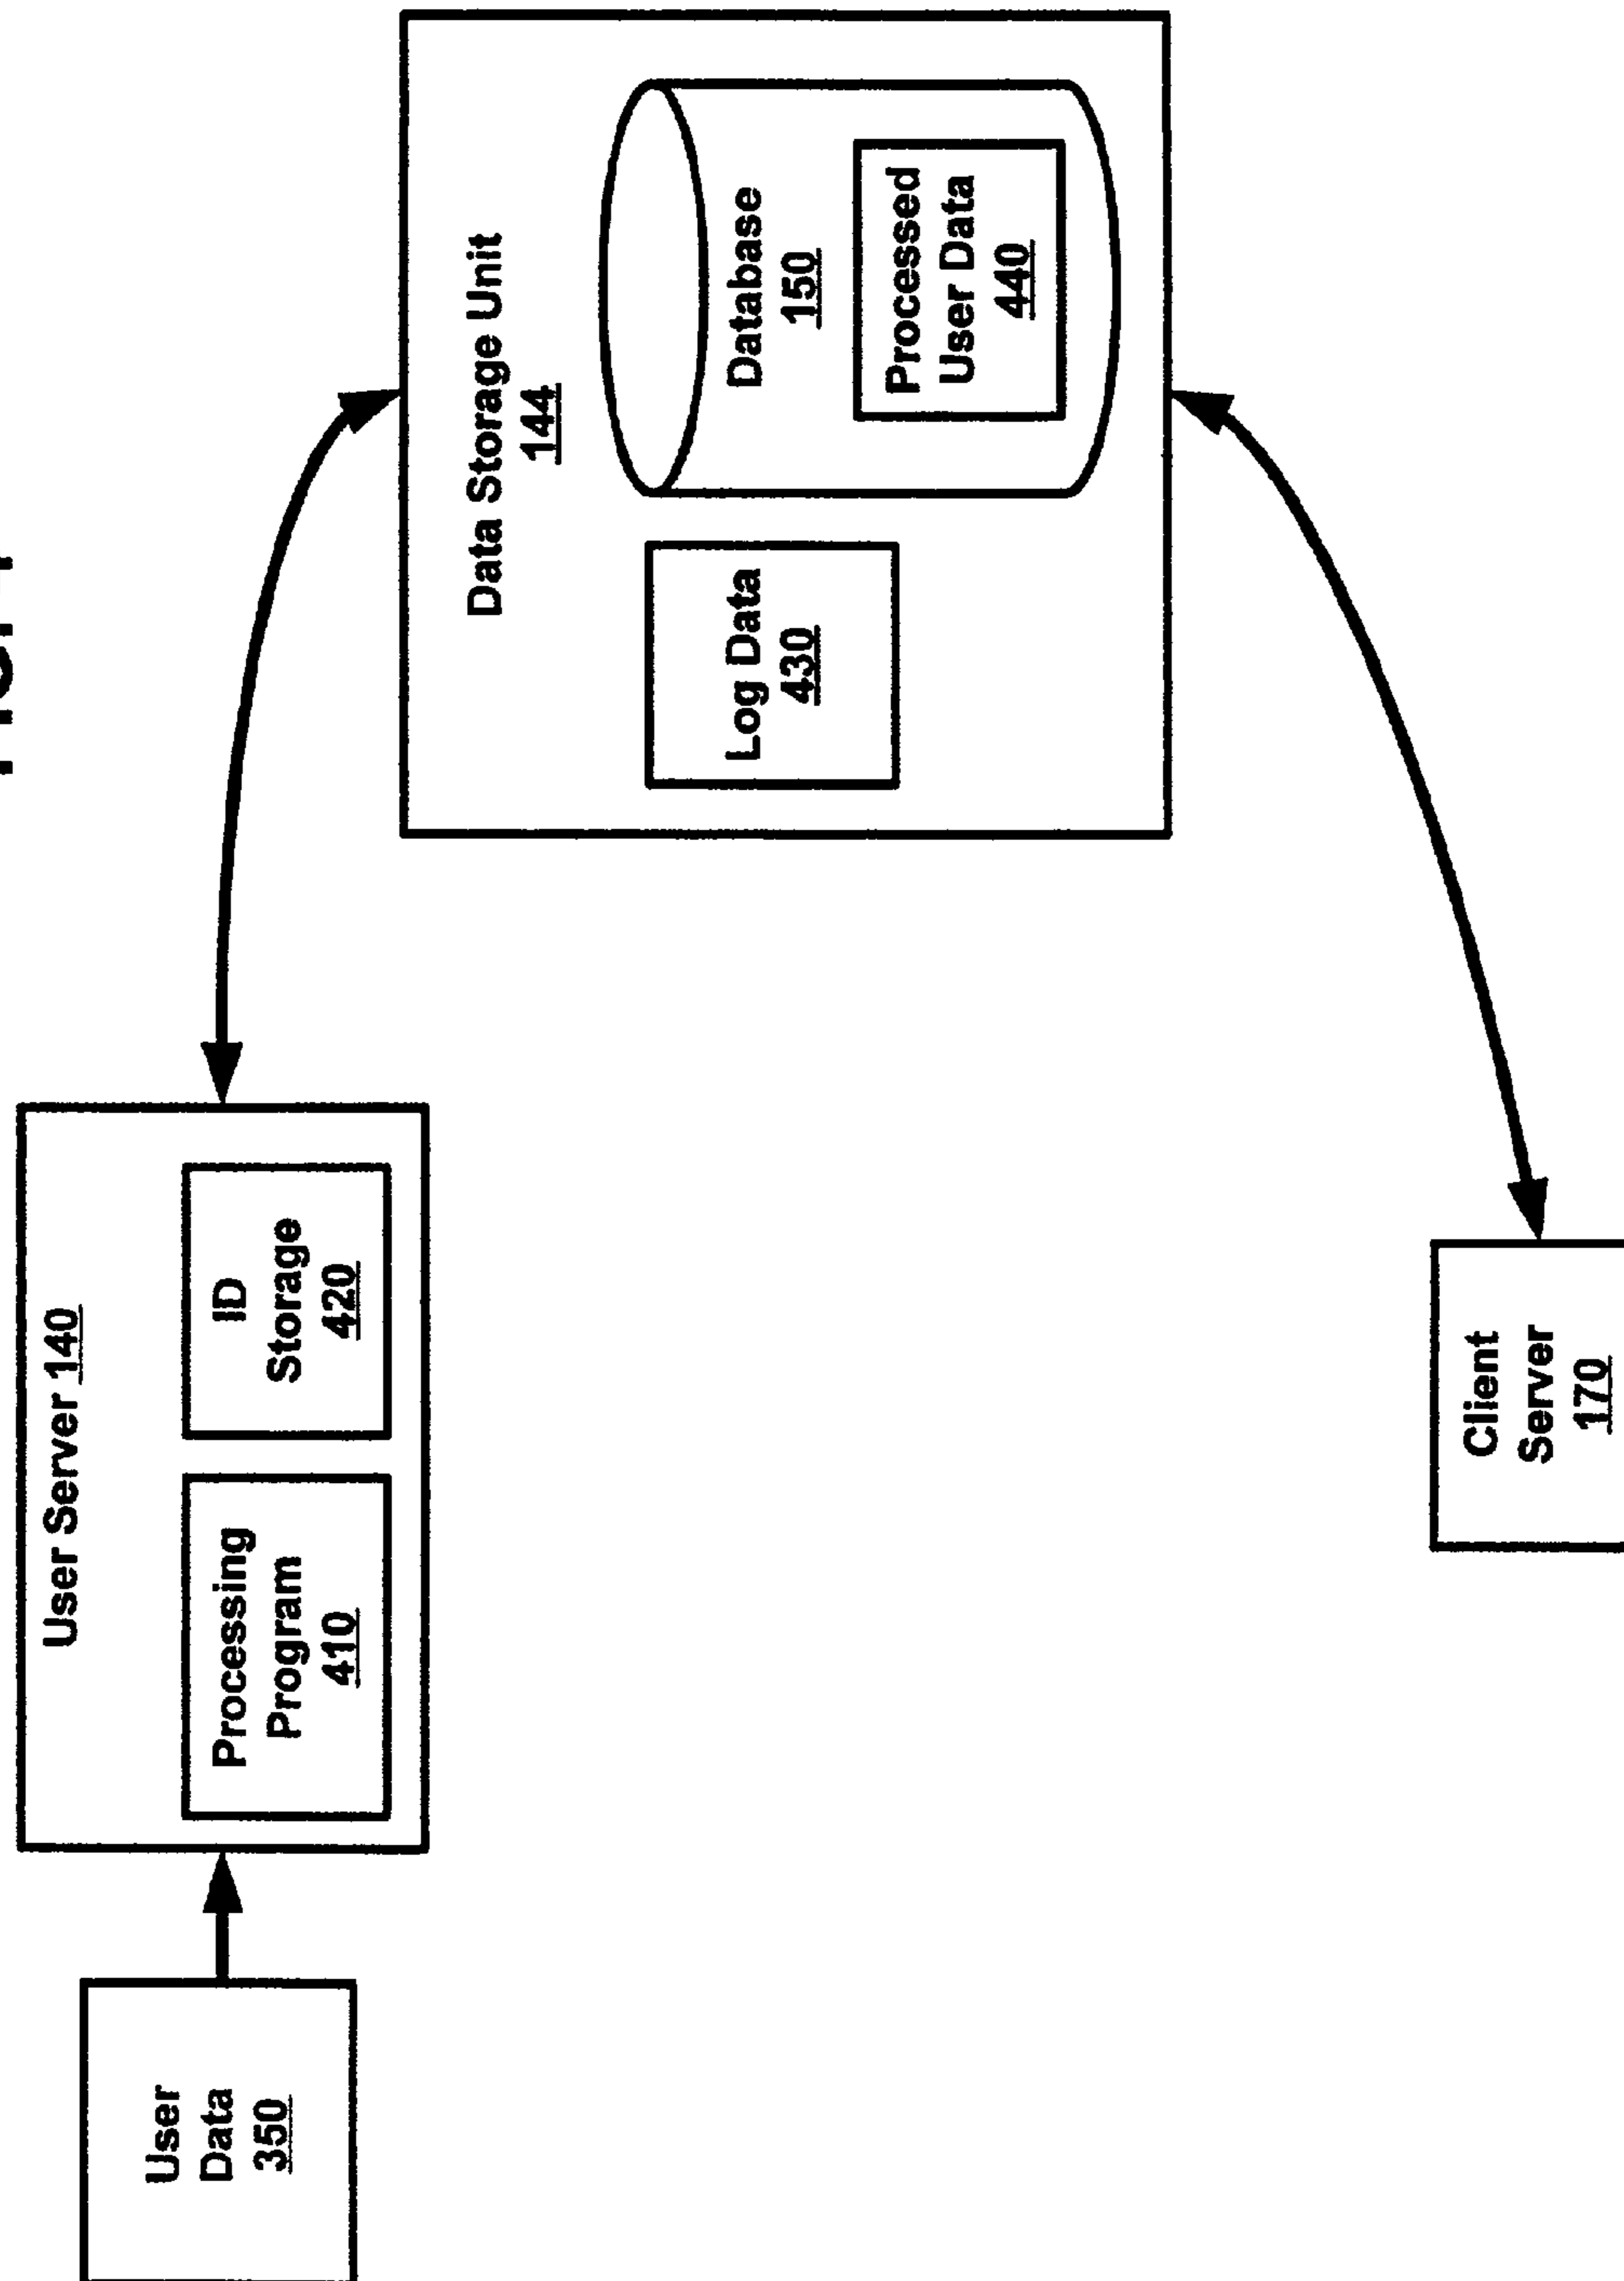 User
Data
350
User Server 140
Processing
Program
410
ID
Storage
420
Data Storage Unit
144
Log Data
430
Database
150
Processed
User Data
440
Client
Server
170